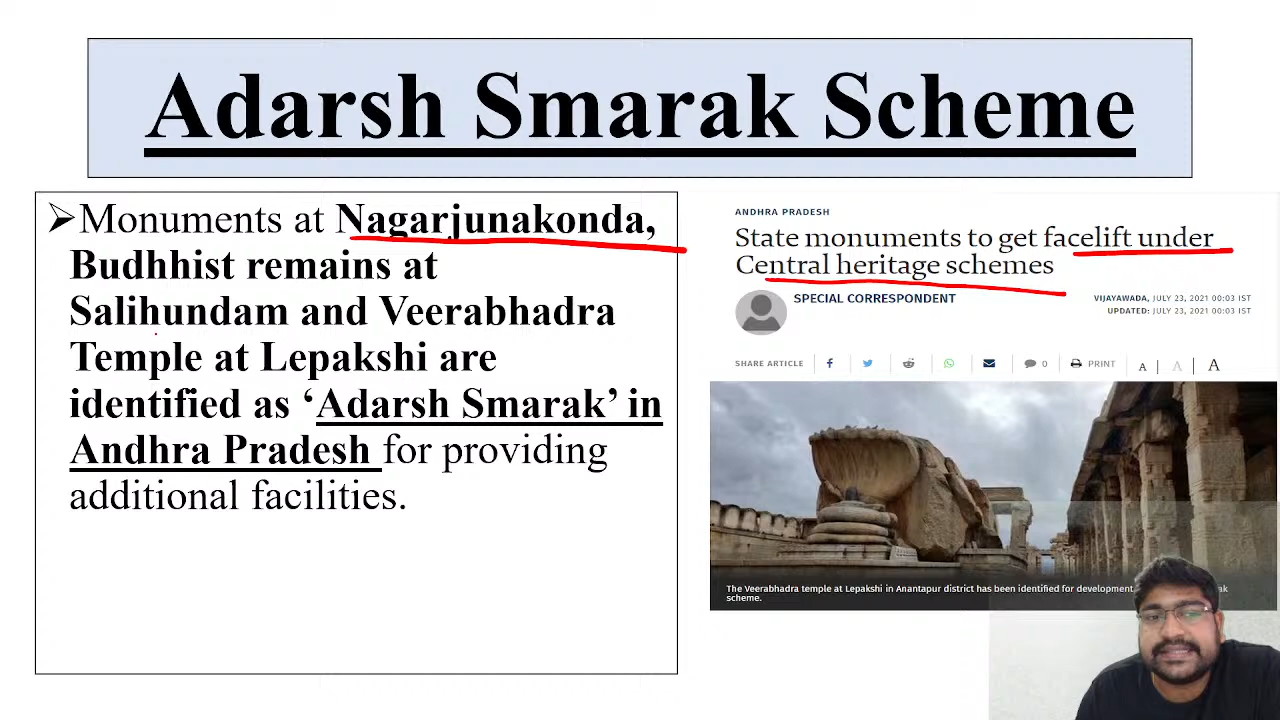 Adarsh Smarak Scheme
➢Monuments at Nagarjunakonda,
Budhhist remains at
Salihundam and Veerabhadra
Temple at Lepakshi are
identified as ‘Adarsh Smarak’ in
Andhra Pradesh for providing
additional facilities.
ANDHRA PRADESH
State monuments to get facelift under
Central heritage schemes
SPECIAL CORRESPONDENT
VIJAYAWADA, JULY 23, 2021 00:03 IST
UPDATED: JULY 23, 2021 00:03 IST
SHARE ARTICLE 0 PRINT A A A
The Veerabhadra temple at Lepakshi in Anantapur district has been identified for development
scheme.